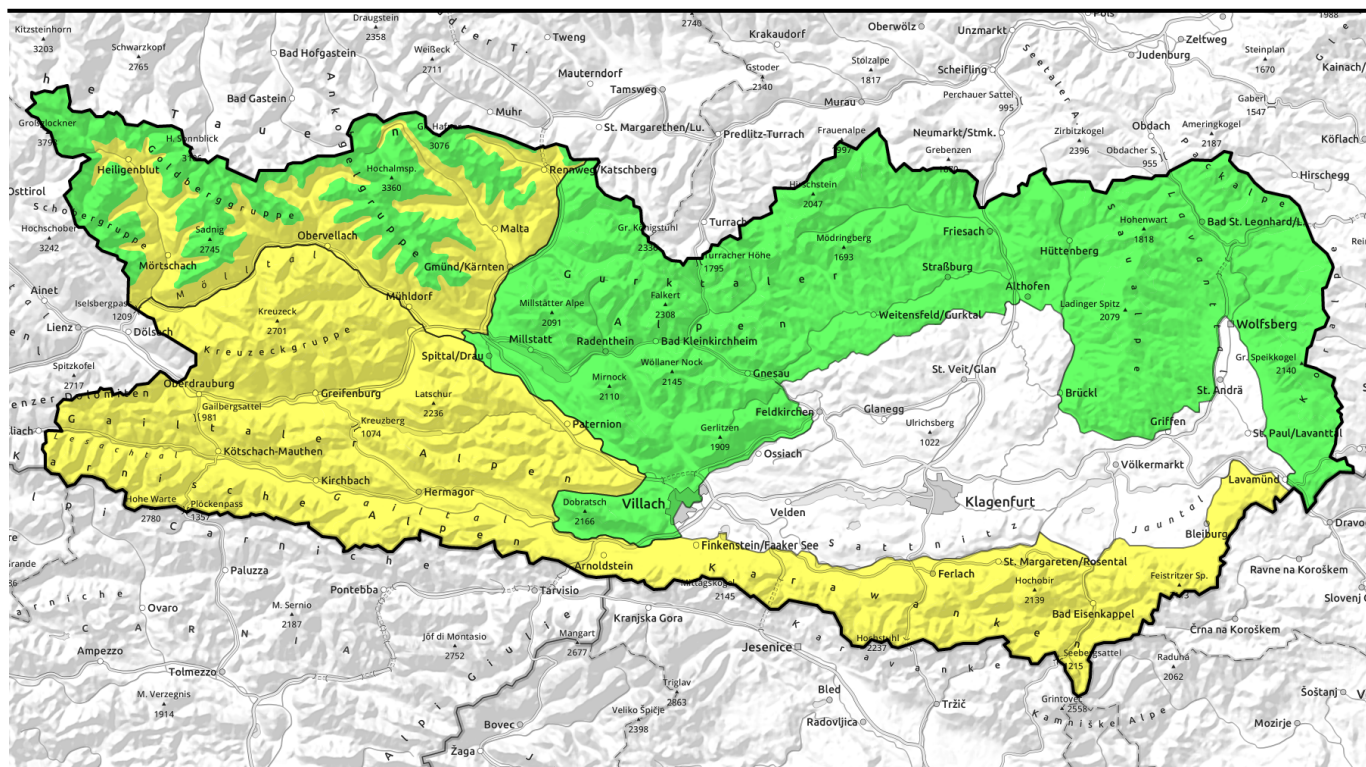 Kitzsteinhorn
3203
Schwarzkopf
2765
Draugstein
2358
Bad Hofgastein
Weißeck
2711
Tweng
Mauterndorf
Tamsweg
2740
Krakaudorf
Gstoder
2140
Oberwölz
Stolzalpe
1817
Murau
Unzmarkt
Scheifling
Perchauer Sattel
995
Pöls
Zeltweg
Judenburg
Seetaler A.
Zirbitzkogel
2396
Steinplan
1670
1988
Kainach/
Gaberl
1547
Obdach
Ameringkogel
2187
Köflach
Obdacher S.
955
Packalpe
Hirschegg
Bad Gastein
Ankogelgruppe
Muhr
St. Margarethen/Lu.
Predlitz-Turrach
Frauenalpe
1997
Neumarkt/Stmk.
Grebenzen
Großglockner
H. Sonnblick
Gr. Hafner
3076
Heiligenblut
Goldberggruppe
Hochalmsp.
3360
Rennweg/Katschberg
Osttirol
Schobergruppe
Hochschober
3242
Sadnig
2745
Obervellach
Malta
Mörtschach
Gmünd/Kärnten
Mölltal
Mühldorf
Gr. Königstuhl
2336
Turrach
Turracher Höhe
1795
Hirschstein
2047
Mödringberg
1693
Friesach
Straßburg
Hüttenberg
Hohenwart
1818
Bad St. Leonhard/L.
Saualpe
Lavanttal
Gurktaler
Alpen
Althofen
Ladinger Spitz
2079
Wolfsberg
Ainet
Iselsbergpass
1209
Lienz
Dölsach
Kreuzeck
2701
Kreuzeckgruppe
Millstätter Alpe
2091
Falkert
2308
Weitensfeld/Gurktal
Millstatt
Radenthein
Bad Kleinkirchheim
Spittal/Drau
Wöllaner Nock
2145
Gnesau
Mirnock
2110
Spitzkofel
2717
Oberdrauburg
Greifenburg
Latschur
2236
Gailbergsattel
981
Kreuzberg
1074
Paternion
Gailtaler Alpen
Feldkirchen
Gerlitzen
1909
Ossiach
St. Veit/Glan
Glanegg
Ulrichsberg
1022
Brückl
Griffen
St. Andrä
Gr. Speikkogel
2140
St. Paul/Lavanttal
Völkermarkt
Lavamünd
Lesachtal
Kötschach-Mauthen
Kirchbach
Hermagor
Gailtal
Karnische Alpen
Hohe Warte
2780
Plöckenpass
1357
Dobratsch
2166
Villach
Velden
Klagenfurt
Sattnitz
Jauntal
Bleiburg
Dravo
Arnoldstein
Finkenstein/Faaker See
Mittagskogel
2145
Karawanken
Ferlach
St. Margareten/Rosental
Hochobir
2139
Feistritzer Sp.
Bad Eisenkappel
Ravne na Koroškem
Slovenj
Črna na Koroškem
Paluzza
Pontebba
Tarvisio
Kranjska Gora
Ovaro
M. Sernio
2187
Jôf di Montasio
2752
Mangart
2677
Jesenice
Hochstuhl
2237
Karavanke
Seebergsattel
1215
Raduha
2062
Ampezzo
Tolmezzo
M. Verzegnis
1914
Triglav
2863
Bled
Radovljica
Tržič
Grintovec
2558
Kamniške Alpe
Šoštanj
Mozirje
Veliko Špičje
2398
Bovec
Žaga
Alpi Giulie